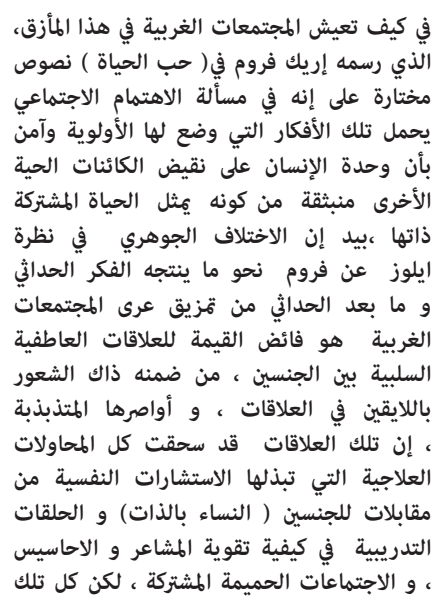 في كيف تعيش المجتمعات الغربية في هذا المأزق،
الذي رسمه إريك فروم في( حب الحياة ) نصوص
مختارة على إنه في مسألة الاهتمام الاجتماعي
يحمل تلك الأفكار التي وضع لها الأولوية وآمن
بأن وحدة الإنسان على نقيض الكائنات الحية
الأخرى منبثقة من كونه يمثل الحياة المشتركة
ذاتها ،بيد إن الاختلاف الجوهري في نظرة
ايلوز عن فروم نحو ما ينتجه الفكر الحداثي
و ما بعد الحداثي من تمزيق عرى المجتمعات
الغربية هو فائض القيمة للعلاقات العاطفية
السلبية بين الجنسين ، من ضمنه ذاك الشعور
باللايقين في العلاقات ، و أواصرها المتذبذبة
، إن تلك العلاقات قد سحقت كل المحاولات
العلاجية التي تبذلها الاستشارات النفسية من
مقابلات للجنسين ( النساء بالذات) و الحلقات
التدريبية في كيفية تقوية المشاعر و الاحاسيس
، و الاجتماعات الحميمة المشتركة ، لكن كل تلك